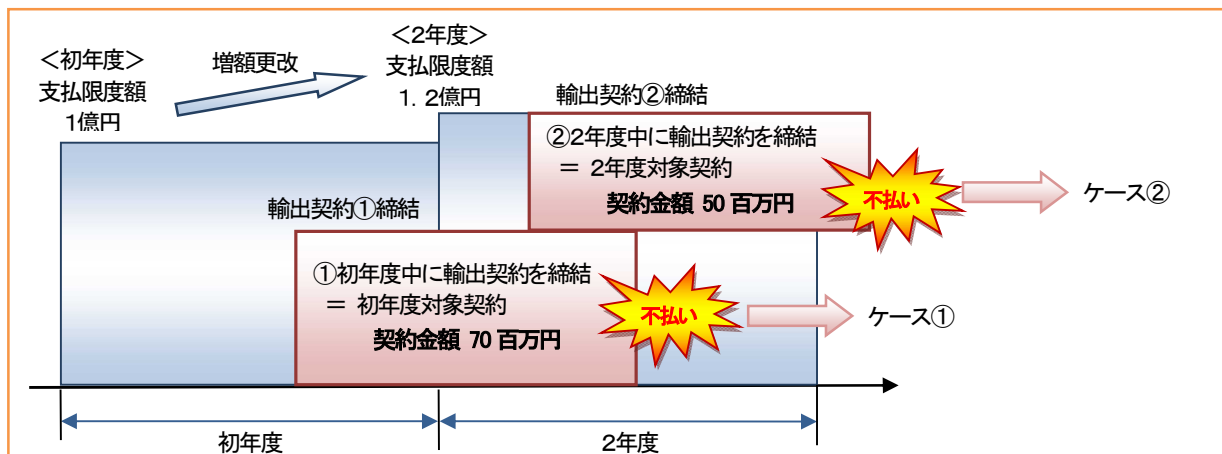 <初年度>
支払限度額
1億円
増額更改
<2年度>
支払限度額
1.2億円
輸出契約②締結
②2年度中に輸出契約を締結
= 2年度対象契約
契約金額 50 百万円
不払い
ケース②
輸出契約①締結
①初年度中に輸出契約を締結
= 初年度対象契約
契約金額 70 百万円
不払い
ケース①
初年度
2年度